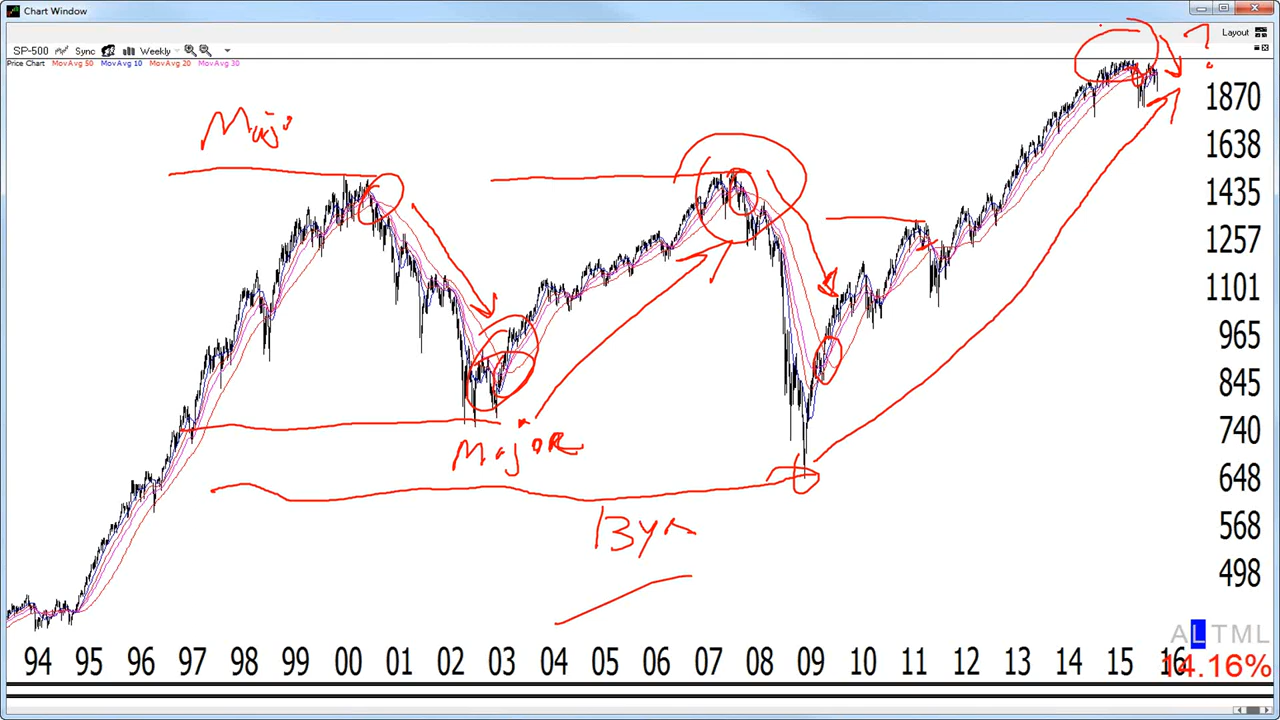 Chart Window
SP-500 Sync Weekly
Layout
Price Chart MovAvg 50 MovAvg 10 MovAvg 20 MovAvg 30
?
1870
1638
1435
1257
1101
965
845
740
648
568
498
Major
13yr
ALTML
94 95 96 97 98 99 00 01 02 03 04 05 06 07 08 09 10 11 12 13 14 15 16
14.16%